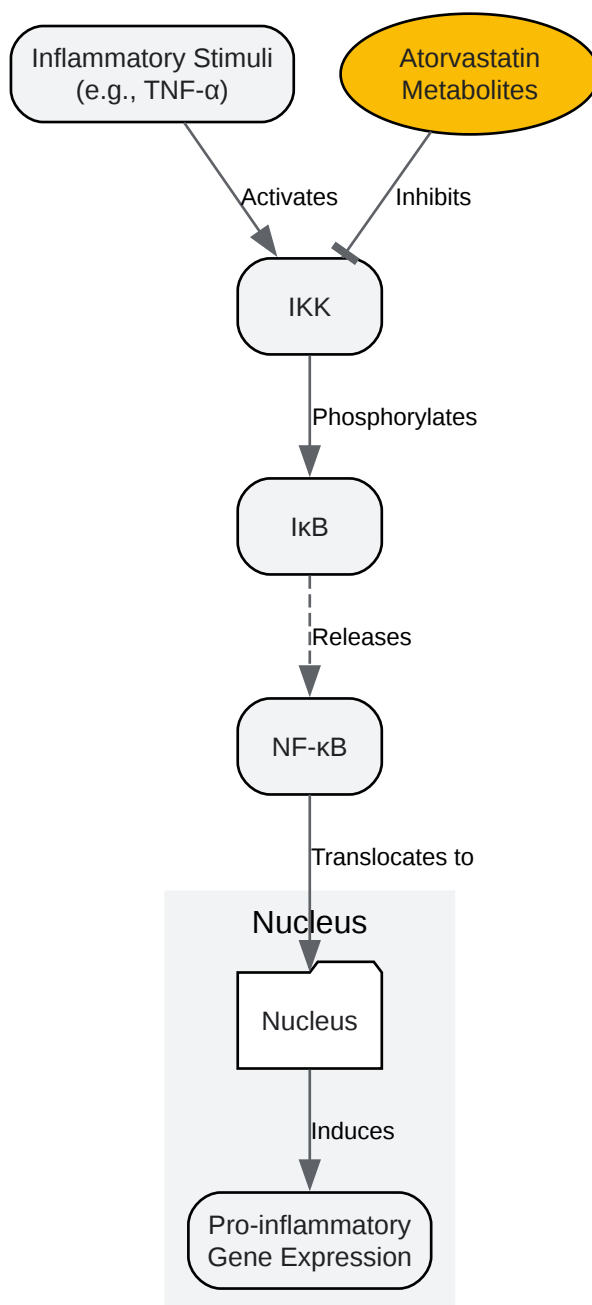 Inflammatory Stimuli
(e.g., TNF-α)
Atorvastatin
Metabolites
Activates
Inhibits
IKK
Phosphorylates
IκB
Releases
NF-κB
Translocates to
Nucleus
Nucleus
Induces
Pro-inflammatory
Gene Expression